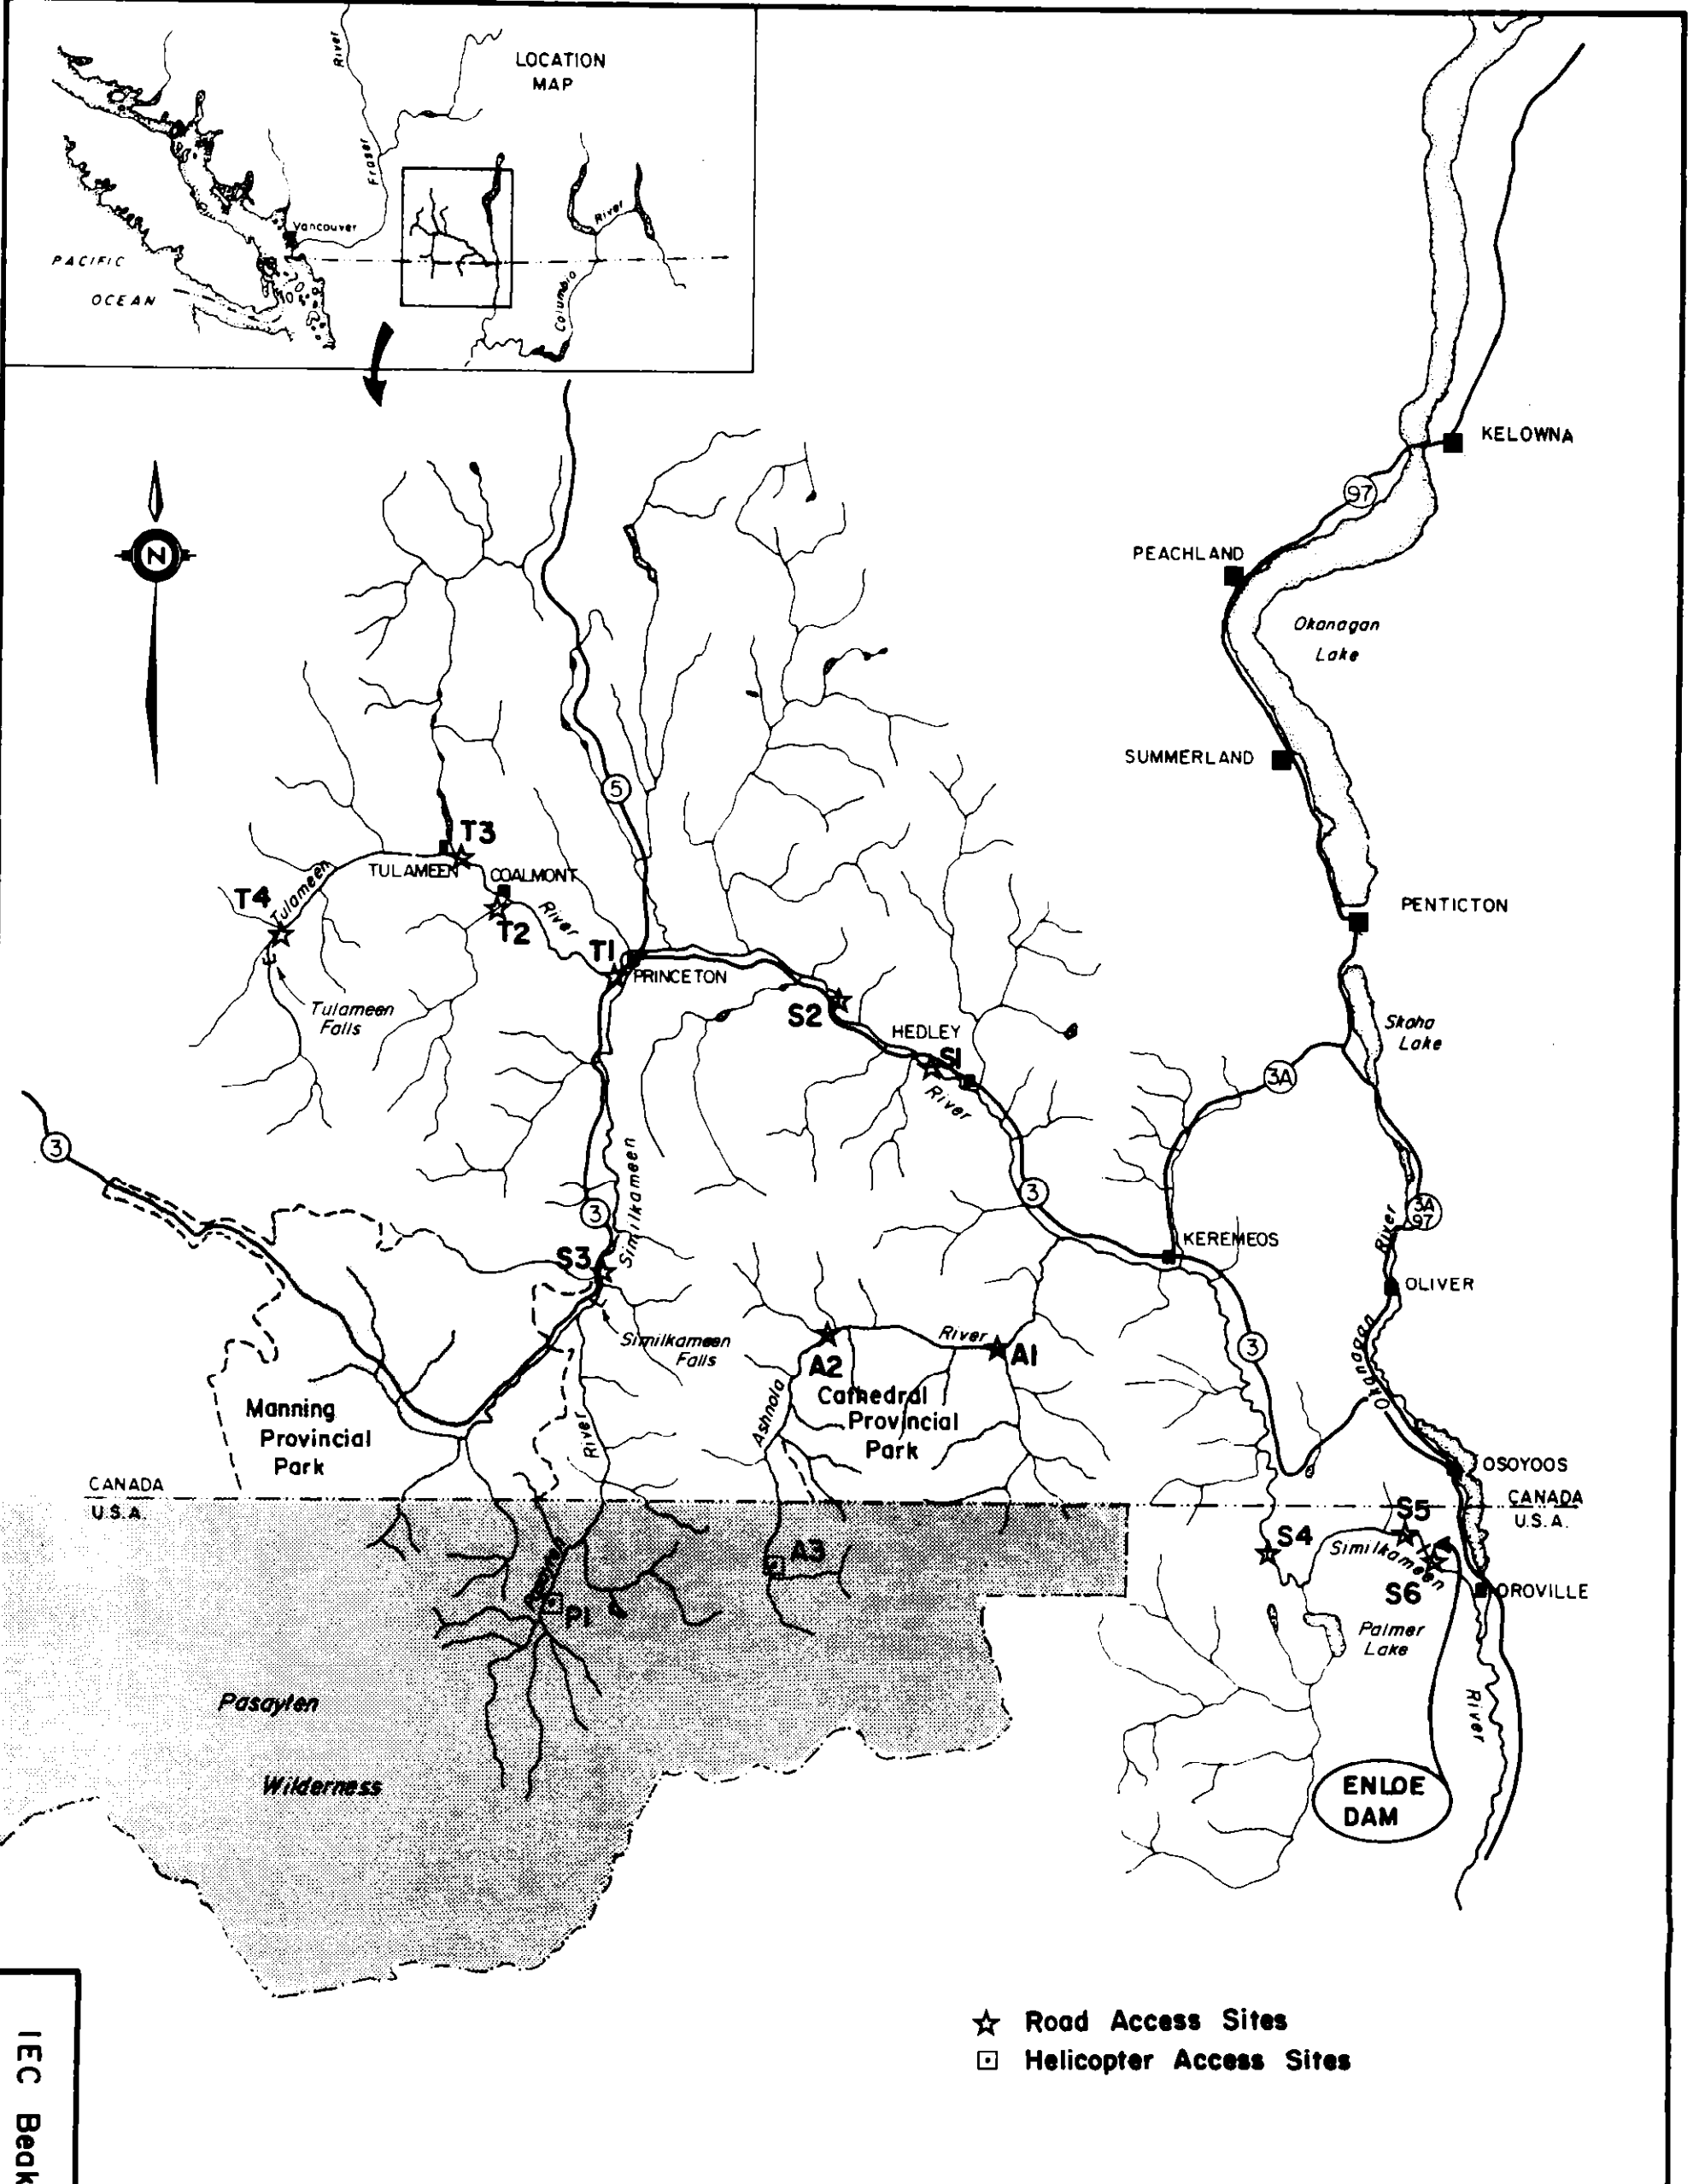 LOCATION
MAP
River
Fraser
Vancouver
River
Columbia
PACIFIC
OCEAN
N
KELOWNA
97
PEACHLAND
Okanagan
Lake
SUMMERLAND
5
T3
TULAMEEN
COALMONT
T4
Tulameen
River
T2
T1
PRINCETON
PENTICTON
Tulameen
Falls
S2
HEDLEY
S1
River
Skaha
Lake
3A
3
Similkameen
3
3
3A
97
River
KEREMEOS
S3
OLIVER
Similkameen
Falls
River
A1
A2
3
Okanagan
Ashnola
Cathedral
Provincial
Park
Manning
Provincial
Park
River
OSOYOOS
CANADA
U.S.A.
CANADA
U.S.A.
S5
S4
Similkameen
A3
S6
OROVILLE
Pasayten
P1
Palmer
Lake
River
Pasayten
Wilderness
ENLOE
DAM
Road Access Sites
Helicopter Access Sites
IEC Beak